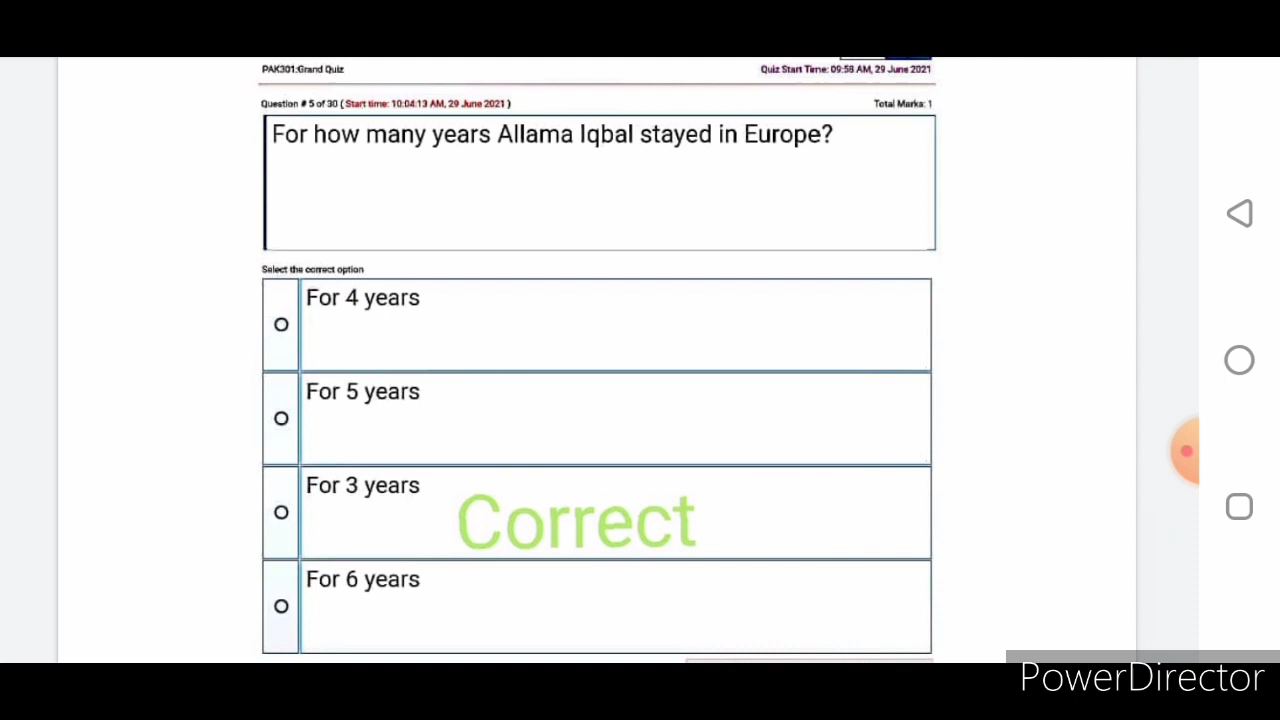 PAK301:Grand Quiz
Quiz Start Time: 09:58 AM, 29 June 2021
Question # 5 of 30 ( Start time: 10:04:13 AM, 29 June 2021 )
Total Marks: 1
For how many years Allama Iqbal stayed in Europe?
Select the correct option
For 4 years
For 5 years
For 3 years
Correct
For 6 years
PowerDirector